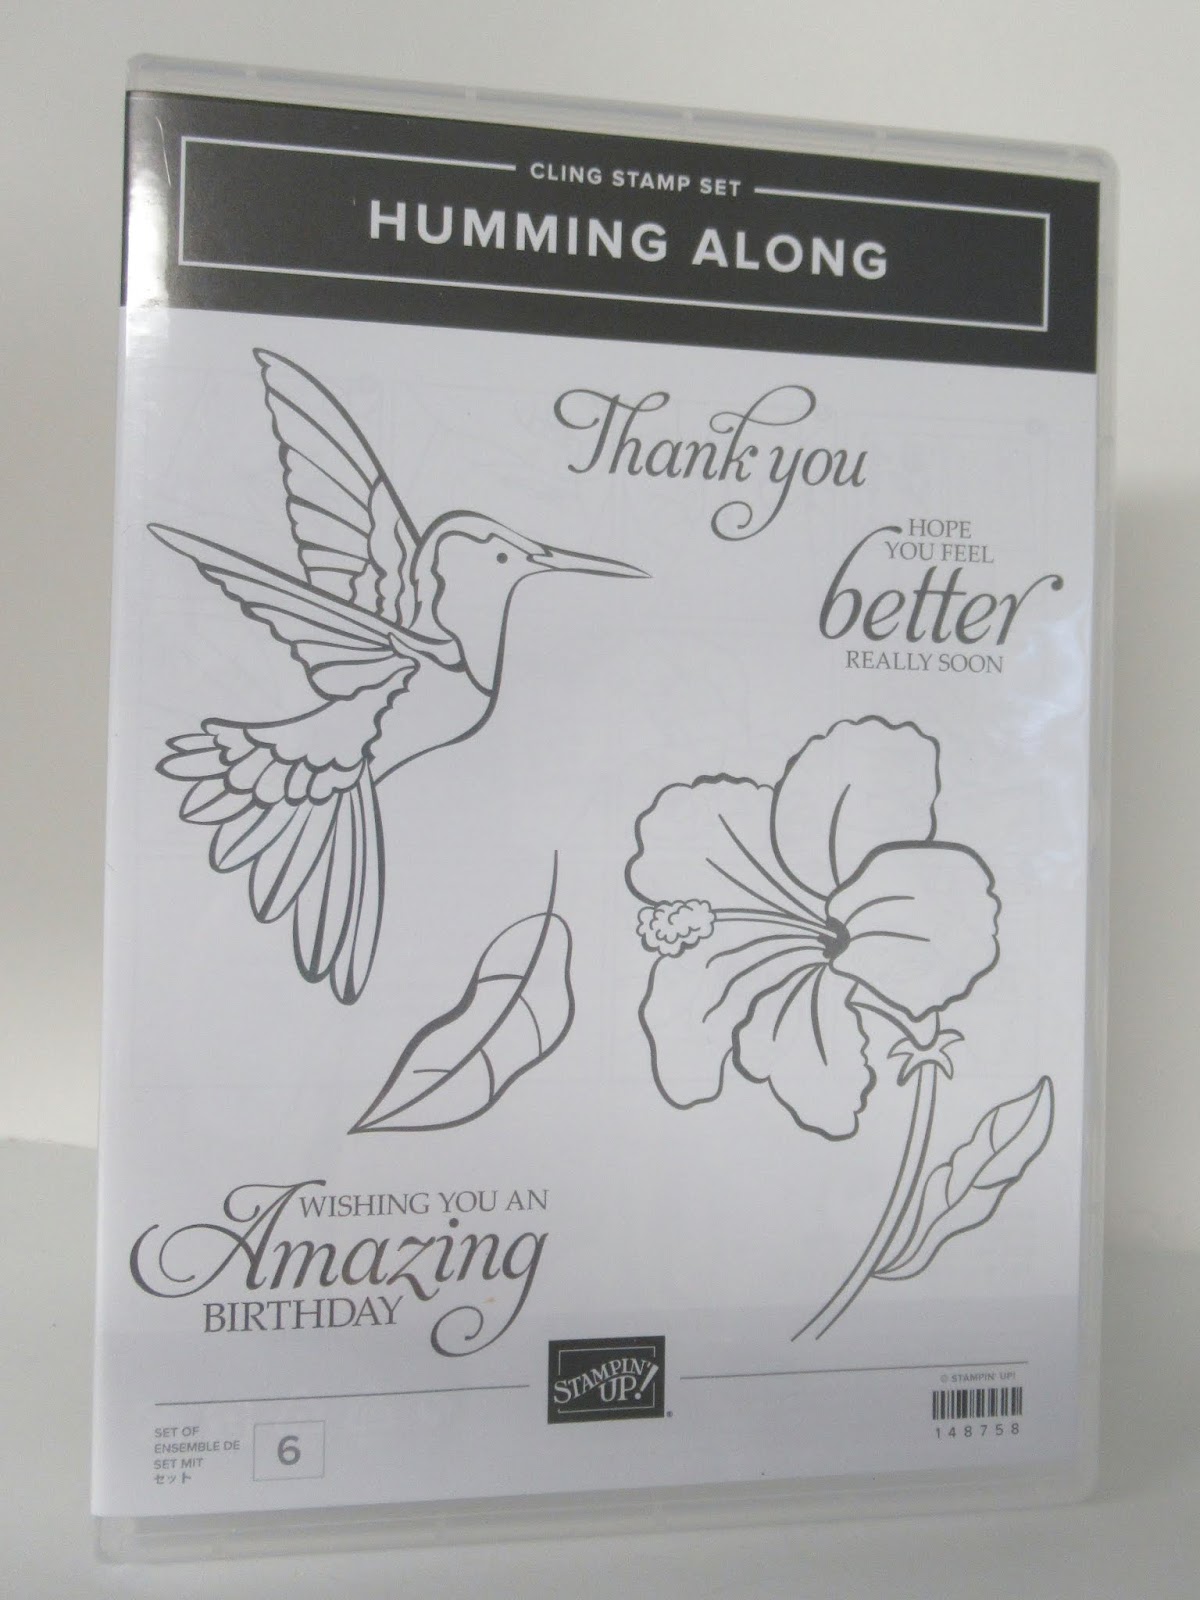 CLING STAMP SET
HUMMING ALONG
Thank you
HOPE
YOU FEEL
better
REALLY SOON
WISHING YOU AN
Amazing
BIRTHDAY
STAMPIN'
UP!®
© STAMPIN' UP!
148758
SET OF
ENSEMBLE DE
SET MIT
セット
6